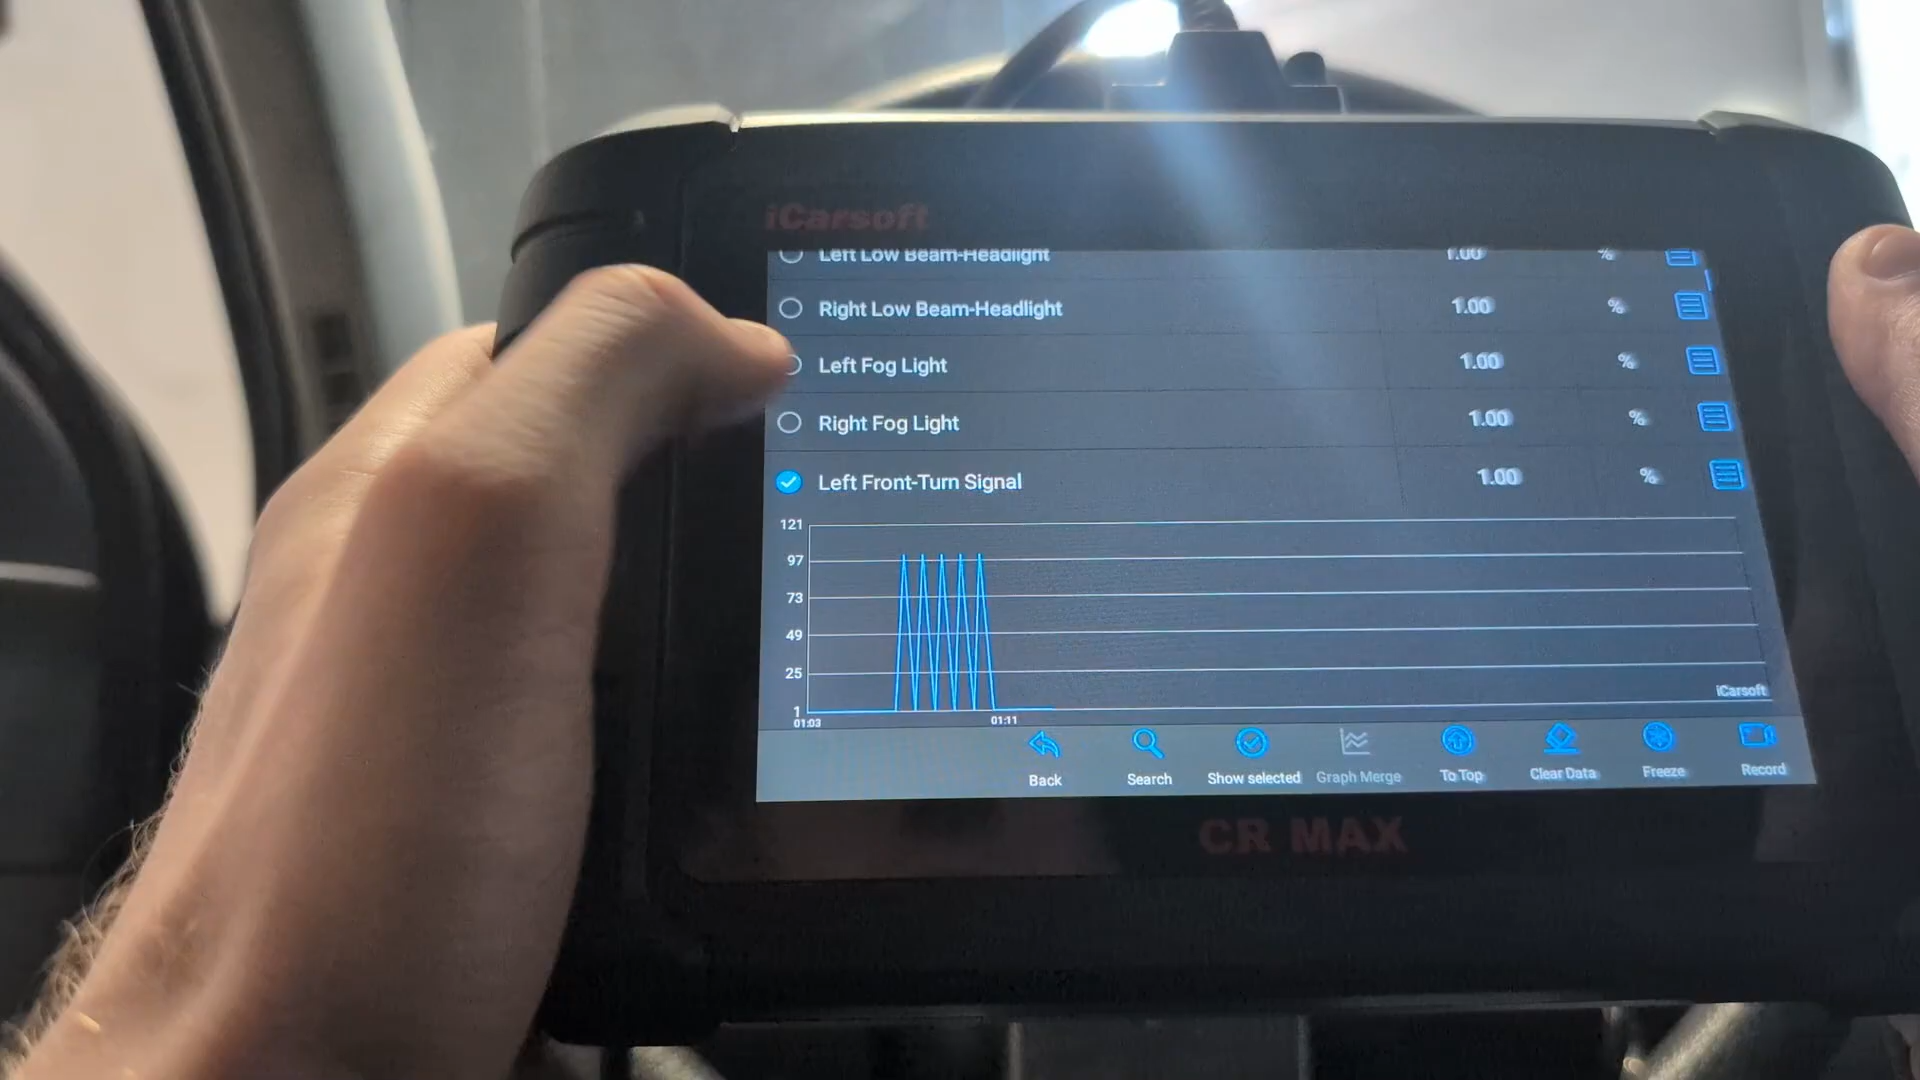 iCarsoft
Left Low Beam-Headlight 1.00 %
Right Low Beam-Headlight 1.00 %
Left Fog Light 1.00 %
Right Fog Light 1.00 %
Left Front-Turn Signal 1.00 %
121
97
73
49
25
1
iCarsoft
01:03 01:11
Back Search Show selected Graph Merge To Top Clear Data Freeze Record
CR MAX